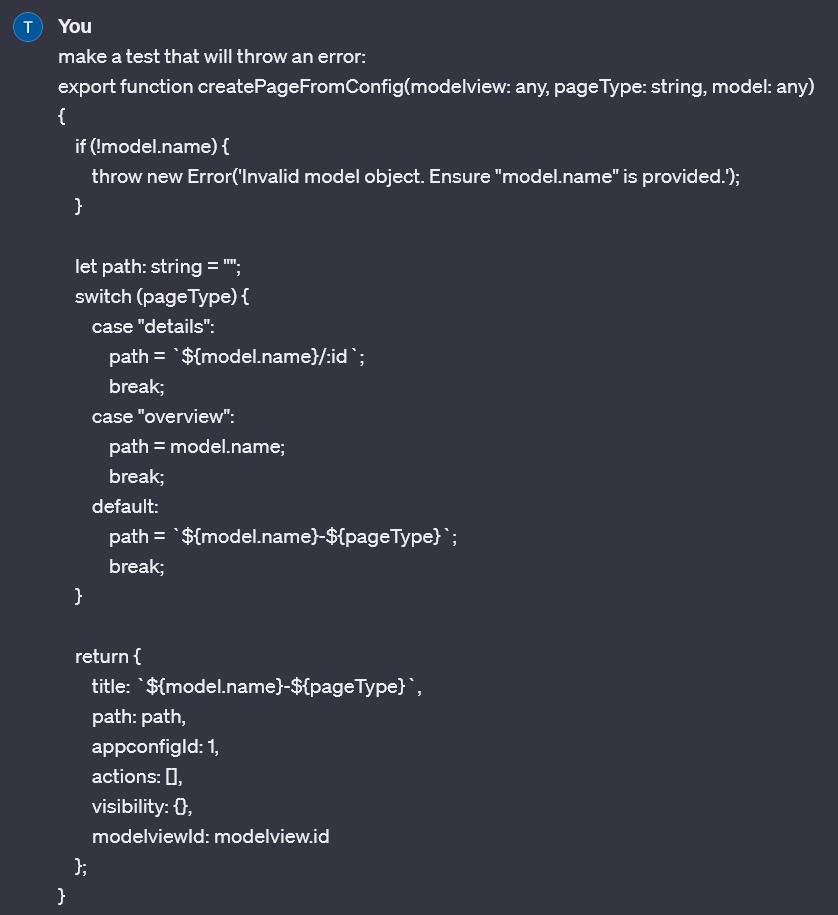 T
You
make a test that will throw an error:
export function createPageFromConfig(modelview: any, pageType: string, model: any)
{
if (!model.name) {
throw new Error('Invalid model object. Ensure "model.name" is provided.');
}
let path: string = "";
switch (pageType) {
case "details":
path = `${model.name}/:id`;
break;
case "overview":
path = model.name;
break;
default:
path = `${model.name}-${pageType}`;
break;
}
return {
title: `${model.name}-${pageType}`,
path: path,
appconfigId: 1,
actions: [],
visibility: {},
modelviewId: modelview.id
};
}